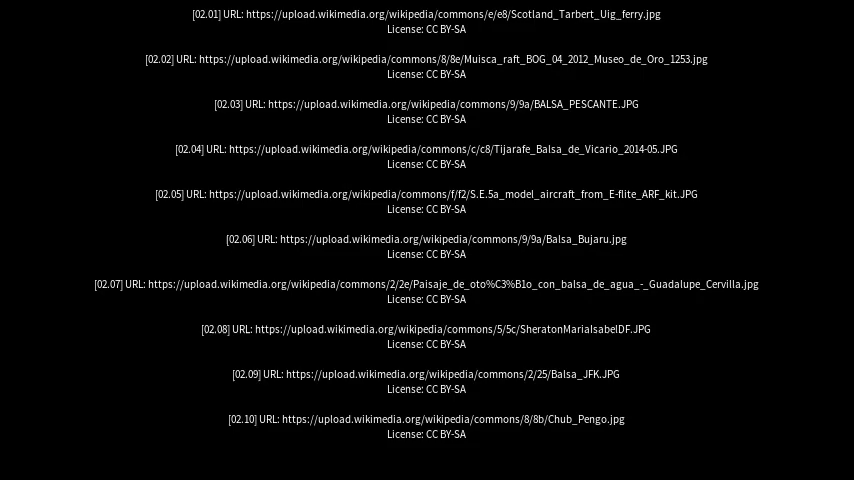 [02.01] URL: https://upload.wikimedia.org/wikipedia/commons/e/e8/Scotland_Tarbert_Uig_ferry.jpg
License: CC BY-SA
[02.02] URL: https://upload.wikimedia.org/wikipedia/commons/8/8e/Muisca_raft_BOG_04_2012_Museo_de_Oro_1253.jpg
License: CC BY-SA
[02.03] URL: https://upload.wikimedia.org/wikipedia/commons/9/9a/BALSA_PESCANTE.JPG
License: CC BY-SA
[02.04] URL: https://upload.wikimedia.org/wikipedia/commons/c/c8/Tijarafe_Balsa_de_Vicario_2014-05.JPG
License: CC BY-SA
[02.05] URL: https://upload.wikimedia.org/wikipedia/commons/f/f2/S.E.5a_model_aircraft_from_E-flite_ARF_kit.JPG
License: CC BY-SA
[02.06] URL: https://upload.wikimedia.org/wikipedia/commons/9/9a/Balsa_Bujaru.jpg
License: CC BY-SA
[02.07] URL: https://upload.wikimedia.org/wikipedia/commons/2/2e/Paisaje_de_oto%C3%B1o_con_balsa_de_agua_-_Guadalupe_Cervilla.jpg
License: CC BY-SA
[02.08] URL: https://upload.wikimedia.org/wikipedia/commons/5/5c/SheratonMariaIsabelDF.JPG
License: CC BY-SA
[02.09] URL: https://upload.wikimedia.org/wikipedia/commons/2/25/Balsa_JFK.JPG
License: CC BY-SA
[02.10] URL: https://upload.wikimedia.org/wikipedia/commons/8/8b/Chub_Pengo.jpg
License: CC BY-SA